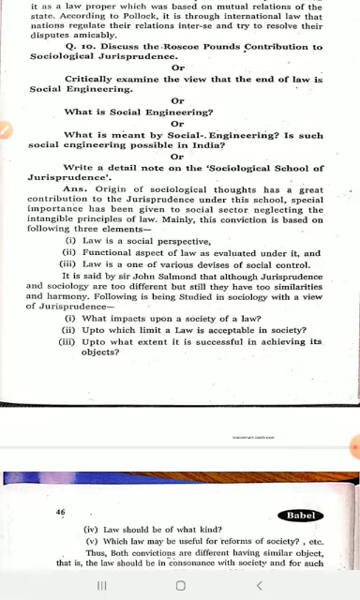 it as a law proper which was based on mutual relations of the
state. According to Pollock, it is through international law that
nations regulate their relations inter-se and try to resolve their
disputes amicably.
Q. 10. Discuss the Roscoe Pounds Contribution to
Sociological Jurisprudence.
Or
Critically examine the view that the end of law is
Social Engineering.
Or
What is Social Engineering?
Or
What is meant by Social-. Engineering? Is such
social engineering possible in India?
Or
Write a detail note on the 'Sociological School of
Jurisprudence'.
Ans. Origin of sociological thoughts has a great
contribution to the Jurisprudence under this school, special
importance has been given to social sector neglecting the
intangible principles of law. Mainly, this conviction is based on
following three elements—
(i) Law is a social perspective,
(ii) Functional aspect of law as evaluated under it, and
(iii) Law is a one of various devises of social control.
It is said by sir John Salmond that although Jurisprudence
and sociology are too different but still they have too similarities
and harmony. Following is being Studied in sociology with a view
of Jurisprudence—
(i) What impacts upon a society of a law?
(ii) Upto which limit a Law is acceptable in society?
(iii) Upto what extent it is successful in achieving its
objects?
46
Babel
(iv) Law should be of what kind?
(v) Which law may be useful for reforms of society? , etc.
Thus, Both convictions are different having similar object,
that is, the law should be in consonance with society and for such